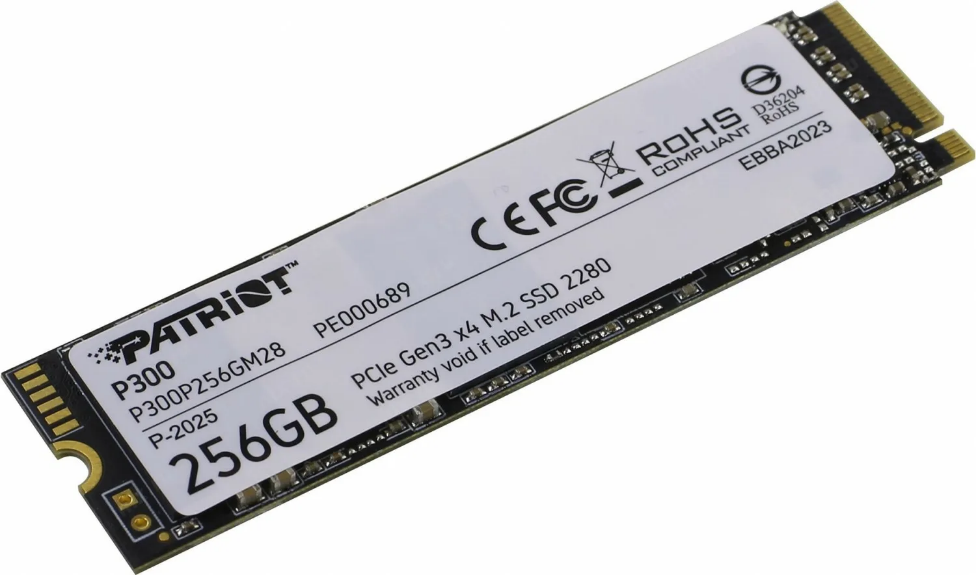 PATRIOT™
P300
P300P256GM28
PE000689
P-2025
256GB
PCIe Gen3 x4 M.2 SSD 2280
Warranty void if label removed
CE FC
RoHS
COMPLIANT
D36204
RoHS
EBBA2023